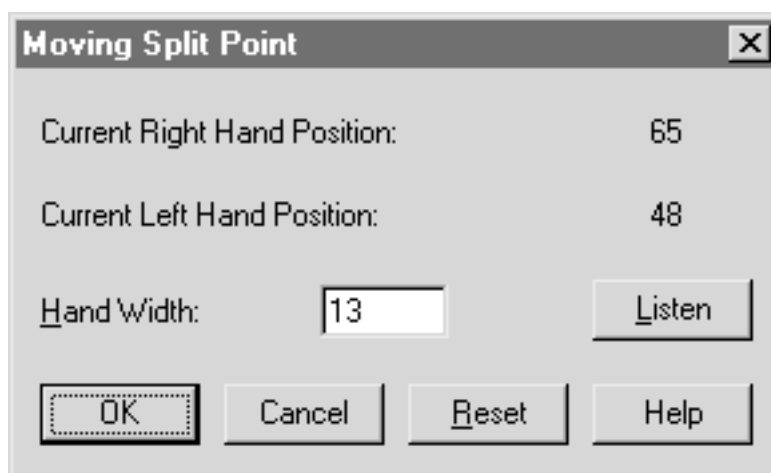 Moving Split Point
Current Right Hand Position: 65
Current Left Hand Position: 48
Hand Width: 13 Listen
OK Cancel Reset Help